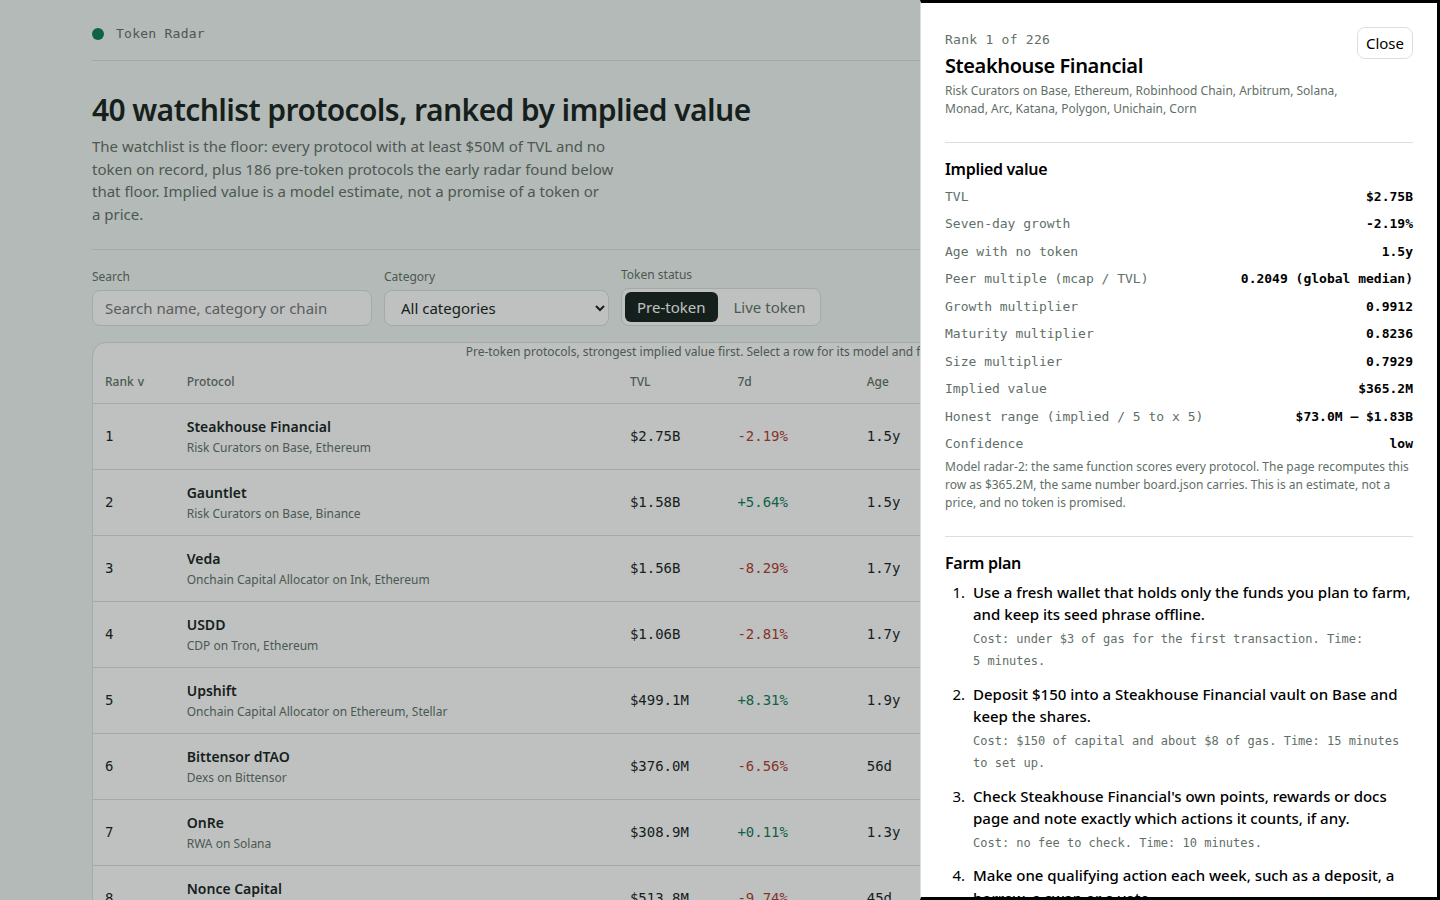 Token Radar
40 watchlist protocols, ranked by implied value
The watchlist is the floor: every protocol with at least $50M of TVL and no
token on record, plus 186 pre-token protocols the early radar found below
that floor. Implied value is a model estimate, not a promise of a token or
a price.
Search
Category
Token status
Search name, category or chain
All categories
Pre-token
Live token
Pre-token protocols, strongest implied value first. Select a row for its model and f
Rank v Protocol TVL 7d Age
1 Steakhouse Financial $2.75B -2.19% 1.5y
Risk Curators on Base, Ethereum
2 Gauntlet $1.58B +5.64% 1.5y
Risk Curators on Base, Binance
3 Veda $1.56B -8.29% 1.7y
Onchain Capital Allocator on Ink, Ethereum
4 USDD $1.06B -2.81% 1.7y
CDP on Tron, Ethereum
5 Upshift $499.1M +8.31% 1.9y
Onchain Capital Allocator on Ethereum, Stellar
6 Bittensor dTAO $376.0M -6.56% 56d
Dexs on Bittensor
7 OnRe $308.9M +0.11% 1.3y
RWA on Solana
8 Nonce Capital $513.8M -9.74% 45d
Rank 1 of 226
Close
Steakhouse Financial
Risk Curators on Base, Ethereum, Robinhood Chain, Arbitrum, Solana,
Monad, Arc, Katana, Polygon, Unichain, Corn
Implied value
TVL $2.75B
Seven-day growth -2.19%
Age with no token 1.5y
Peer multiple (mcap / TVL) 0.2049 (global median)
Growth multiplier 0.9912
Maturity multiplier 0.8236
Size multiplier 0.7929
Implied value $365.2M
Honest range (implied / 5 to x 5) $73.0M — $1.83B
Confidence low
Model radar-2: the same function scores every protocol. The page recomputes this
row as $365.2M, the same number board.json carries. This is an estimate, not a
price, and no token is promised.
Farm plan
1. Use a fresh wallet that holds only the funds you plan to farm,
and keep its seed phrase offline.
Cost: under $3 of gas for the first transaction. Time:
5 minutes.
2. Deposit $150 into a Steakhouse Financial vault on Base and
keep the shares.
Cost: $150 of capital and about $8 of gas. Time: 15 minutes
to set up.
3. Check Steakhouse Financial's own points, rewards or docs
page and note exactly which actions it counts, if any.
Cost: no fee to check. Time: 10 minutes.
4. Make one qualifying action each week, such as a deposit, a